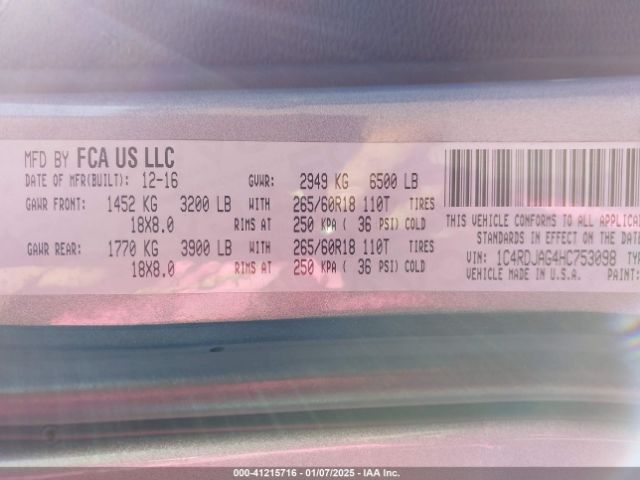 MFD BY FCA US LLC
DATE OF MFR(BUILT): 12-16 GVWR: 2949 KG 6500 LB
GAWR FRONT: 1452 KG 3200 LB WITH 265/60R18 110T TIRES
18X8.0 RIMS AT 250 KPA ( 36 PSI) COLD
GAWR REAR: 1770 KG 3900 LB WITH 265/60R18 110T TIRES
18X8.0 RIMS AT 250 KPA ( 36 PSI) COLD
THIS VEHICLE CONFORMS TO ALL APPLICA
STANDARDS IN EFFECT ON THE DATE O
VIN: 1C4RDJAG4HC753098 TYP
VEHICLE MADE IN U.S.A. PAINT:
000-41215716 - 01/07/2025 - IAA Inc.